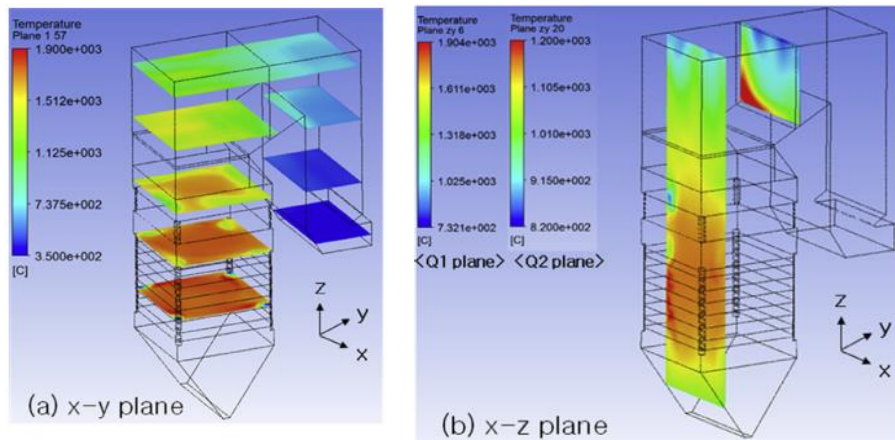 Temperature
Plane 1 57
1.900e+003
1.512e+003
1.125e+003
7.375e+002
3.500e+002
[C]
z
y
x
(a) x-y plane
Temperature
Plane zy 6
1.904e+003
1.611e+003
1.318e+003
1.025e+003
7.321e+002
[C]
<Q1 plane>
Temperature
Plane zy 20
1.200e+003
1.105e+003
1.010e+003
9.150e+002
8.200e+002
[C]
<Q2 plane>
z
y
x
(b) x-z plane